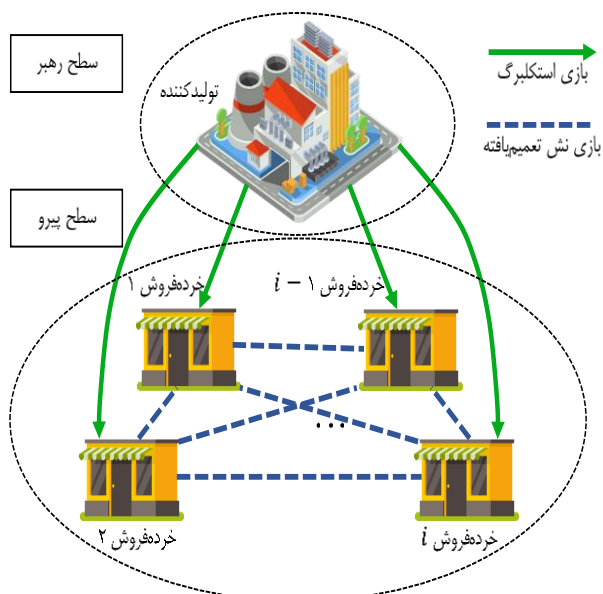 سطح رهبر
تولیدکننده
بازی استکلبرگ
بازی نش تعمیم‌یافته
سطح پیرو
خرده‌فروش ۱
خرده‌فروش i − ۱
...
خرده‌فروش ۲
خرده‌فروش i